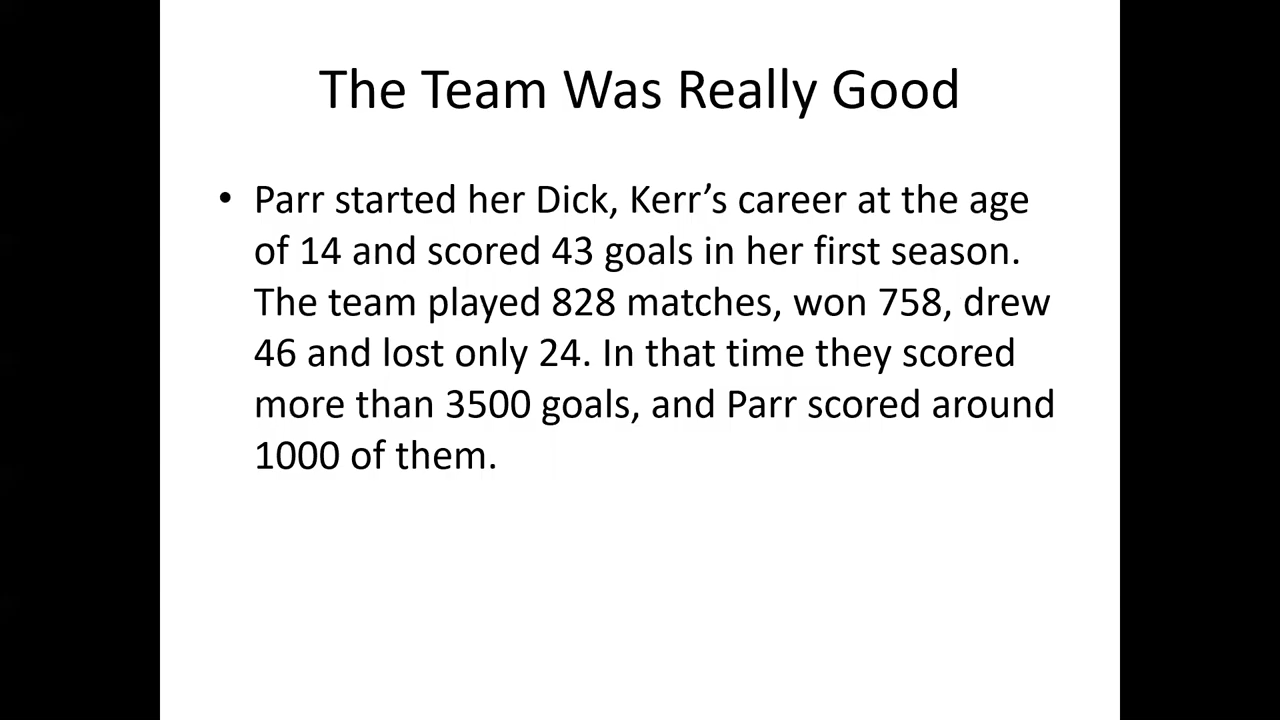 The Team Was Really Good
• Parr started her Dick, Kerr’s career at the age
of 14 and scored 43 goals in her first season.
The team played 828 matches, won 758, drew
46 and lost only 24. In that time they scored
more than 3500 goals, and Parr scored around
1000 of them.